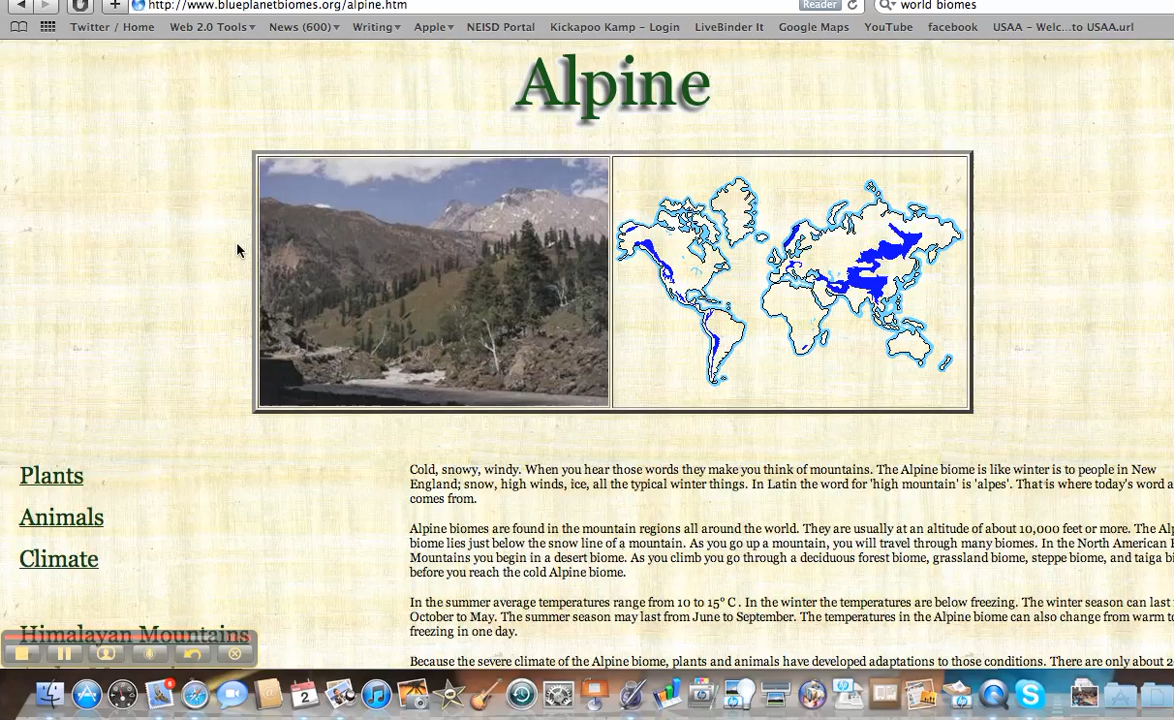 http://www.blueplanetbiomes.org/alpine.htm
Reader
world biomes
Twitter / Home
Web 2.0 Tools
News (600)
Writing
Apple
NEISD Portal
Kickapoo Kamp – Login
LiveBinder It
Google Maps
YouTube
facebook
USAA – Welc...to USAA.url
Alpine
Plants
Animals
Climate
Himalayan Mountains
Cold, snowy, windy. When you hear those words they make you think of mountains. The Alpine biome is like winter is to people in New
England; snow, high winds, ice, all the typical winter things. In Latin the word for 'high mountain' is 'alpes'. That is where today's word a
comes from.
Alpine biomes are found in the mountain regions all around the world. They are usually at an altitude of about 10,000 feet or more. The Alp
biome lies just below the snow line of a mountain. As you go up a mountain, you will travel through many biomes. In the North American R
Mountains you begin in a desert biome. As you climb you go through a deciduous forest biome, grassland biome, steppe biome, and taiga bi
before you reach the cold Alpine biome.
In the summer average temperatures range from 10 to 15° C . In the winter the temperatures are below freezing. The winter season can last
October to May. The summer season may last from June to September. The temperatures in the Alpine biome can also change from warm to
freezing in one day.
Because the severe climate of the Alpine biome, plants and animals have developed adaptations to those conditions. There are only about 2
2